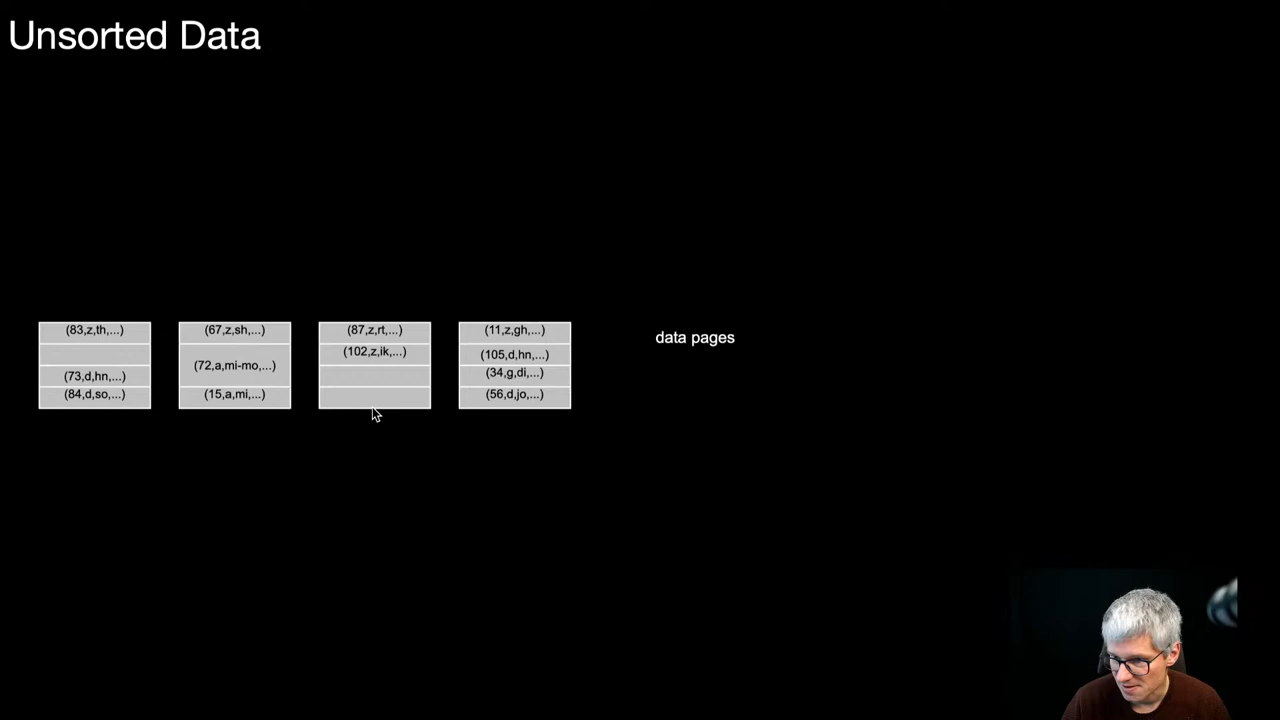 Unsorted Data
(83,z,th,...)
(73,d,hn,...)
(84,d,so,...)
(67,z,sh,...)
(72,a,mi-mo,...)
(15,a,mi,...)
(87,z,rt,...)
(102,z,ik,...)
(11,z,gh,...)
(105,d,hn,...)
(34,g,di,...)
(56,d,jo,...)
data pages